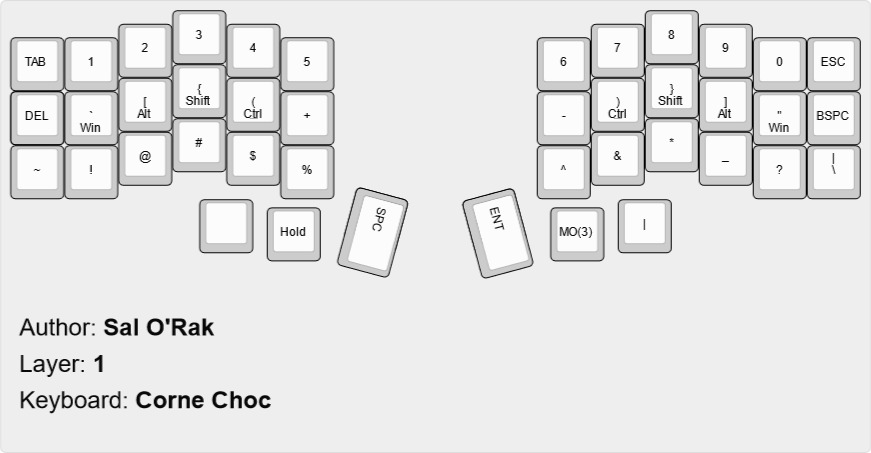 TAB 1 2 3 4 5 6 7 8 9 0 ESC
DEL ` Win [ Alt { Shift ( Ctrl + - ) Ctrl } Shift ] Alt " Win BSPC
~ ! @ # $ % ^ & * _ ? | \
Hold SPC ENT MO(3) |
Author: Sal O'Rak
Layer: 1
Keyboard: Corne Choc